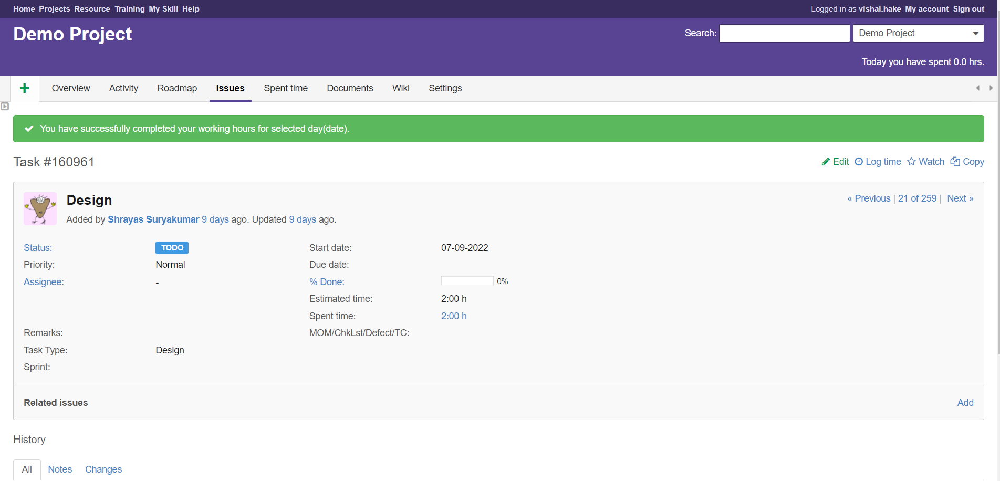 Home Projects Resource Training My Skill Help
Logged in as vishal.hake My account Sign out
Demo Project
Search:
Demo Project
Today you have spent 0.0 hrs.
+ Overview Activity Roadmap Issues Spent time Documents Wiki Settings
You have successfully completed your working hours for selected day(date).
Task #160961
Edit Log time Watch Copy
Design
« Previous | 21 of 259 | Next »
Added by Shrayas Suryakumar 9 days ago. Updated 9 days ago.
Status: TODO Start date: 07-09-2022
Priority: Normal Due date:
Assignee: - % Done: 0%
Estimated time: 2:00 h
Spent time: 2:00 h
Remarks: MOM/ChkLst/Defect/TC:
Task Type: Design
Sprint:
Related issues Add
History
All Notes Changes